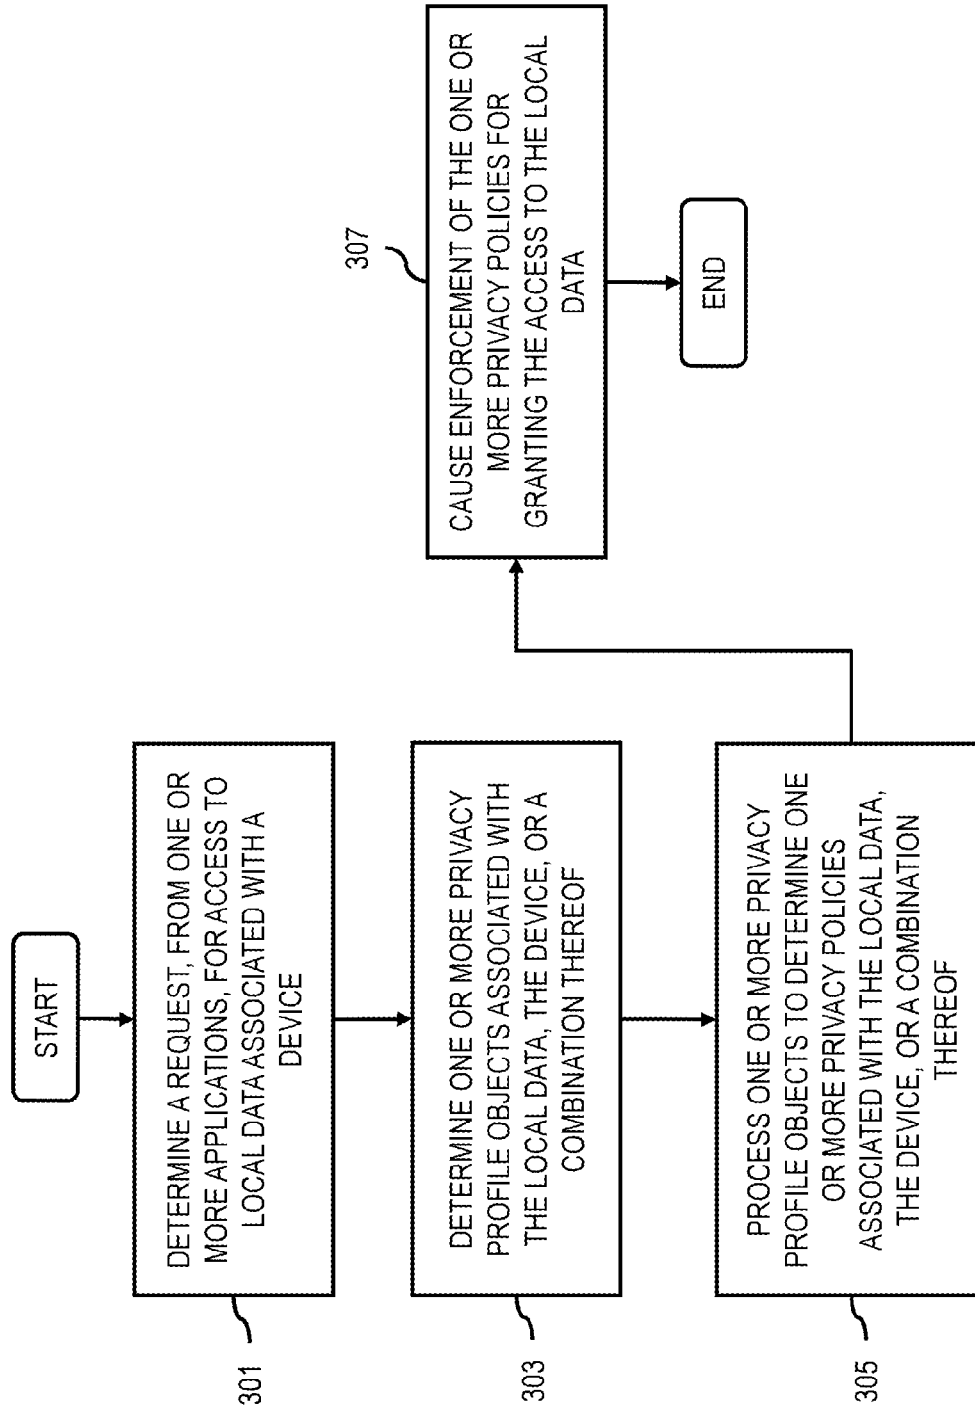 START
DETERMINE A REQUEST, FROM ONE OR
MORE APPLICATIONS, FOR ACCESS TO
LOCAL DATA ASSOCIATED WITH A
DEVICE
301
DETERMINE ONE OR MORE PRIVACY
PROFILE OBJECTS ASSOCIATED WITH
THE LOCAL DATA, THE DEVICE, OR A
COMBINATION THEREOF
303
PROCESS ONE OR MORE PRIVACY
PROFILE OBJECTS TO DETERMINE ONE
OR MORE PRIVACY POLICIES
ASSOCIATED WITH THE LOCAL DATA,
THE DEVICE, OR A COMBINATION
THEREOF
305
307
CAUSE ENFORCEMENT OF THE ONE OR
MORE PRIVACY POLICIES FOR
GRANTING THE ACCESS TO THE LOCAL
DATA
END